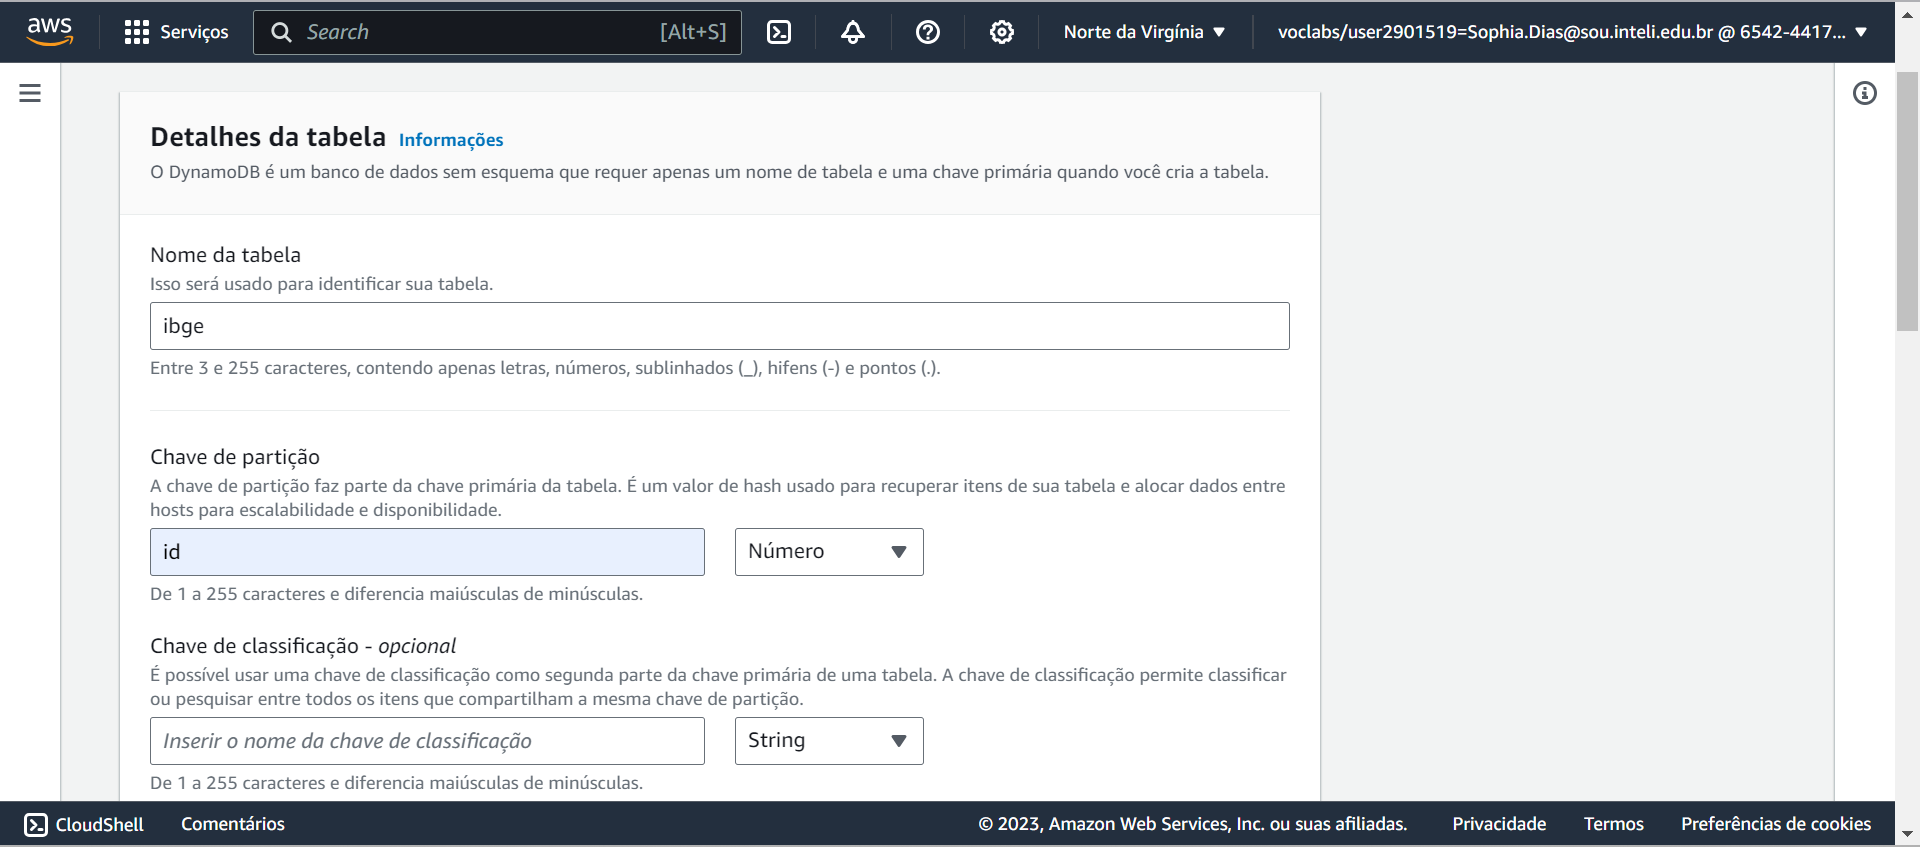 aws
Serviços
Search
[Alt+S]
Norte da Virgínia
voclabs/user2901519=Sophia.Dias@sou.inteli.edu.br @ 6542-4417...
Detalhes da tabela Informações
O DynamoDB é um banco de dados sem esquema que requer apenas um nome de tabela e uma chave primária quando você cria a tabela.
Nome da tabela
Isso será usado para identificar sua tabela.
ibge
Entre 3 e 255 caracteres, contendo apenas letras, números, sublinhados (_), hifens (-) e pontos (.).
Chave de partição
A chave de partição faz parte da chave primária da tabela. É um valor de hash usado para recuperar itens de sua tabela e alocar dados entre
hosts para escalabilidade e disponibilidade.
id
Número
De 1 a 255 caracteres e diferencia maiúsculas de minúsculas.
Chave de classificação - opcional
É possível usar uma chave de classificação como segunda parte da chave primária de uma tabela. A chave de classificação permite classificar
ou pesquisar entre todos os itens que compartilham a mesma chave de partição.
Inserir o nome da chave de classificação
String
De 1 a 255 caracteres e diferencia maiúsculas de minúsculas.
CloudShell
Comentários
© 2023, Amazon Web Services, Inc. ou suas afiliadas.
Privacidade
Termos
Preferências de cookies